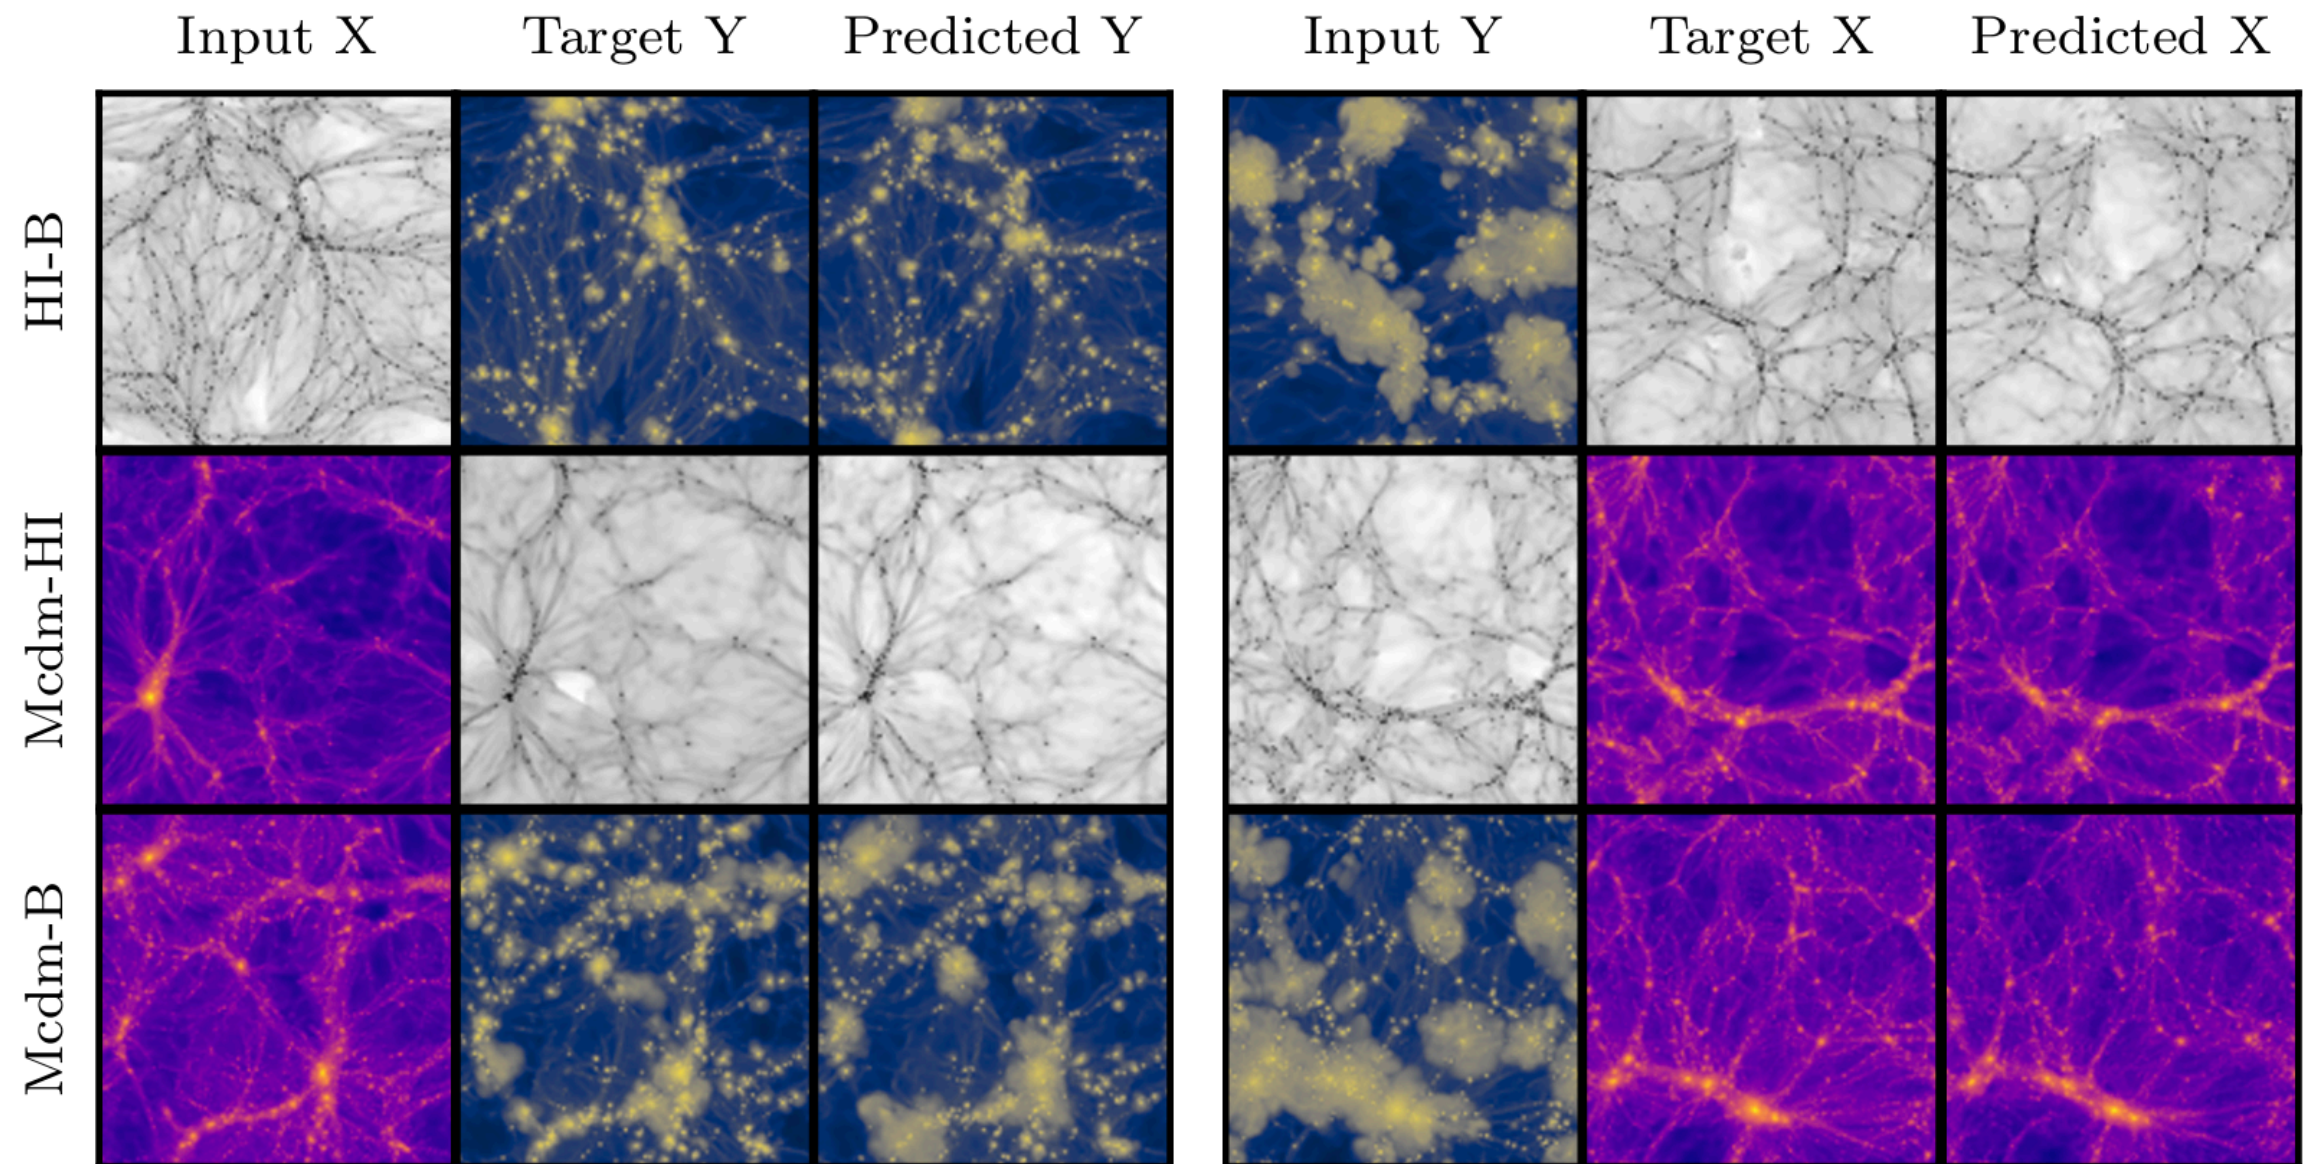 Input X Target Y Predicted Y Input Y Target X Predicted X
HI-B
Mcdm-HI
Mcdm-B